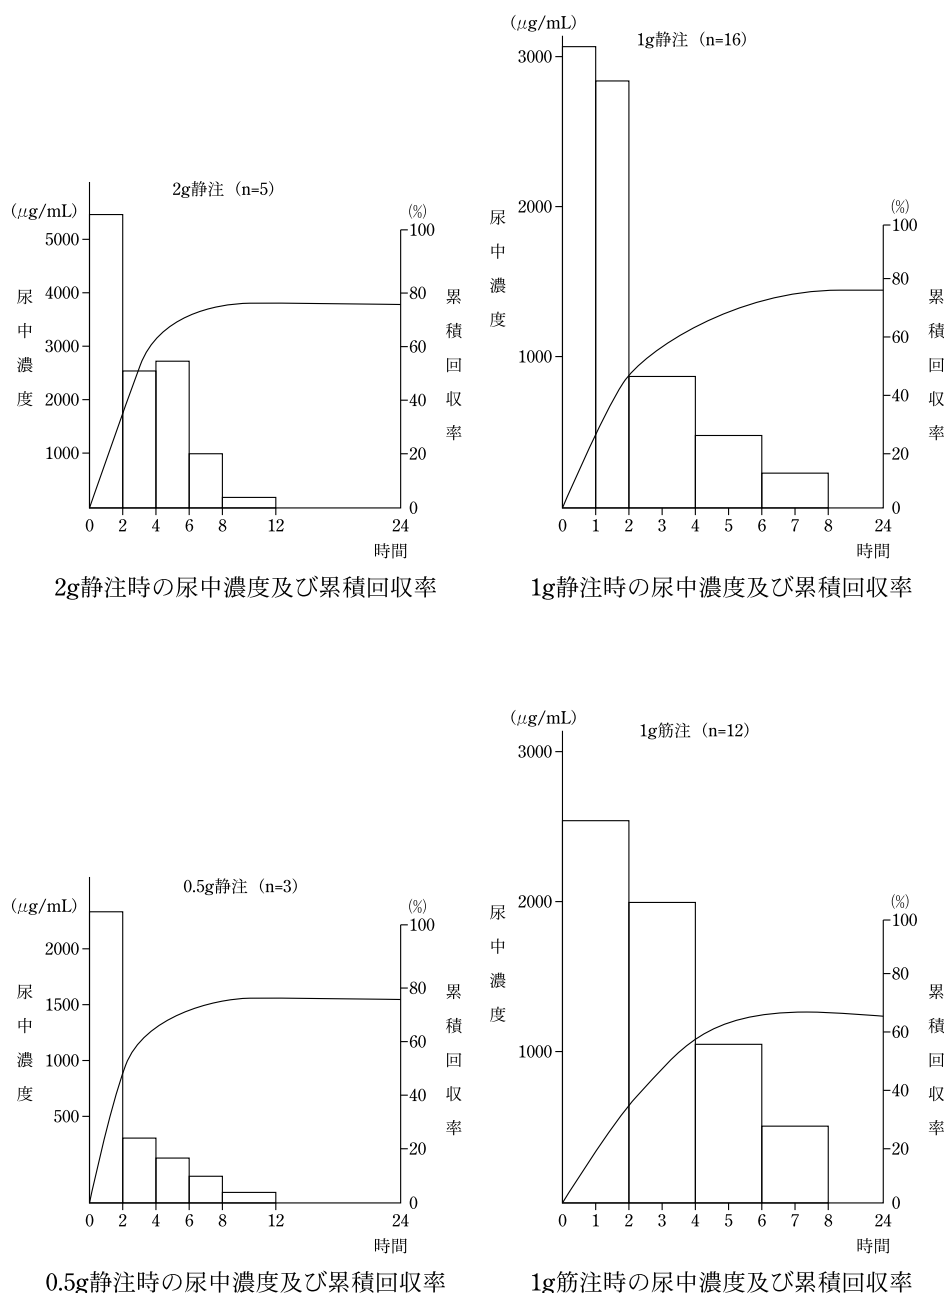 2g静注（n=5）
（μg/mL）
5000
4000
3000
2000
1000
尿中濃度
(%)
100
80
60
40
20
0
累積回収率
0 2 4 6 8 12 24
時間
2g静注時の尿中濃度及び累積回収率
（μg/mL）
1g静注（n=16）
3000
2000
1000
尿中濃度
(%)
100
80
60
40
20
0
累積回収率
0 1 2 3 4 5 6 7 8 24
時間
1g静注時の尿中濃度及び累積回収率
0.5g静注（n=3）
（μg/mL）
2000
1500
1000
500
尿中濃度
(%)
100
80
60
40
20
0
累積回収率
0 2 4 6 8 12 24
時間
0.5g静注時の尿中濃度及び累積回収率
（μg/mL）
1g筋注（n=12）
3000
2000
1000
尿中濃度
(%)
100
80
60
40
20
0
累積回収率
0 1 2 3 4 5 6 7 8 24
時間
1g筋注時の尿中濃度及び累積回収率